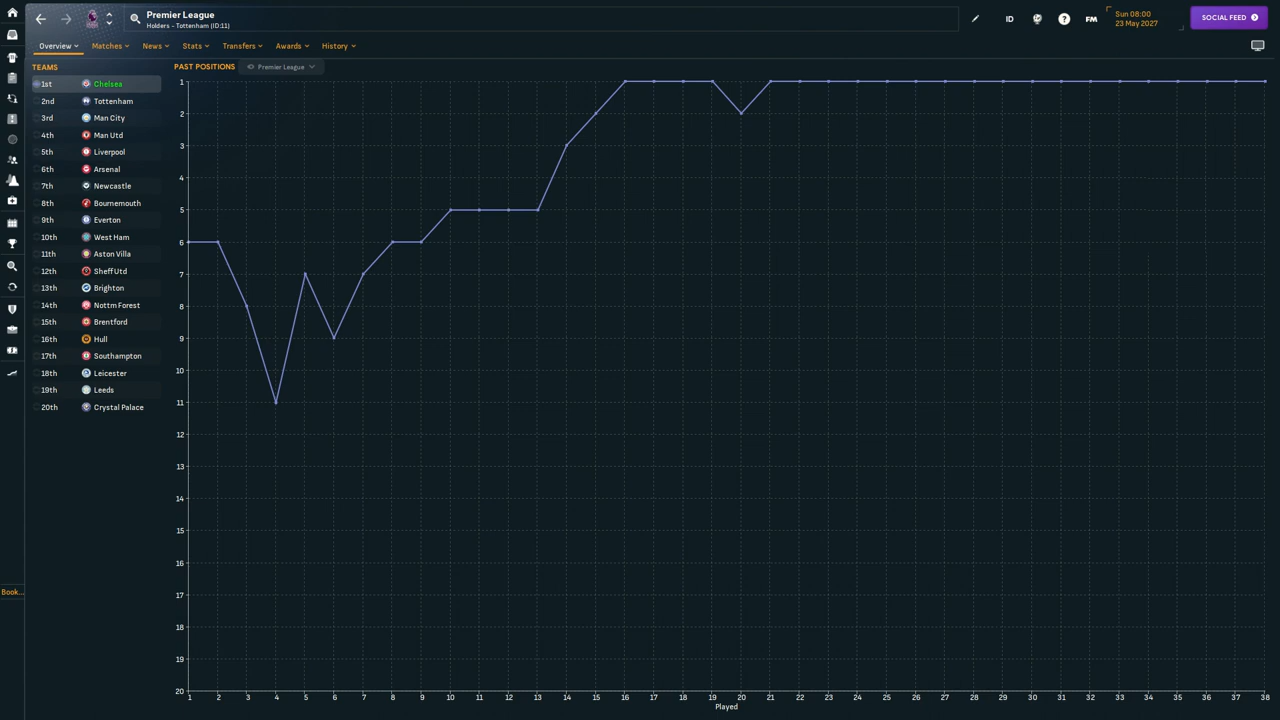 Premier League
Holders - Tottenham (ID:11)
ID
FM
Sun 08:00
23 May 2027
SOCIAL FEED
Overview
Matches
News
Stats
Transfers
Awards
History
TEAMS
1st Chelsea
2nd Tottenham
3rd Man City
4th Man Utd
5th Liverpool
6th Arsenal
7th Newcastle
8th Bournemouth
9th Everton
10th West Ham
11th Aston Villa
12th Sheff Utd
13th Brighton
14th Nottm Forest
15th Brentford
16th Hull
17th Southampton
18th Leicester
19th Leeds
20th Crystal Palace
Book...
PAST POSITIONS
Premier League
1
2
3
4
5
6
7
8
9
10
11
12
13
14
15
16
17
18
19
20
1 2 3 4 5 6 7 8 9 10 11 12 13 14 15 16 17 18 19 20 21 22 23 24 25 26 27 28 29 30 31 32 33 34 35 36 37 38
Played